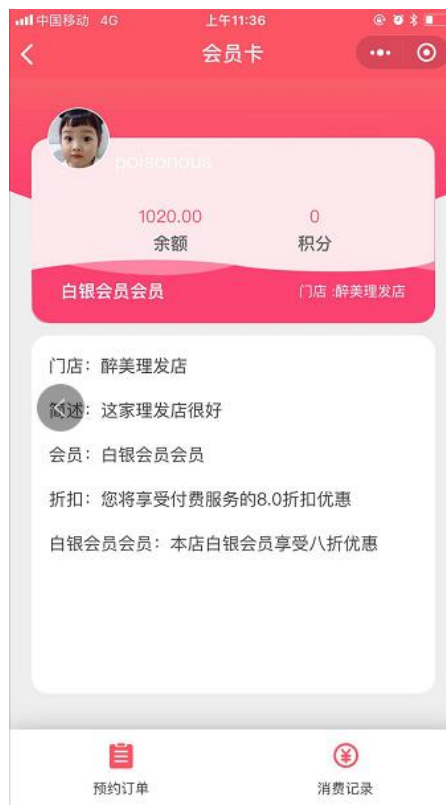 中国移动 4G 上午11:36
会员卡
poisonous
1020.00 0
余额 积分
白银会员会员 门店 :醉美理发店
门店：醉美理发店
简述：这家理发店很好
会员：白银会员会员
折扣：您将享受付费服务的8.0折扣优惠
白银会员会员：本店白银会员享受八折优惠
预约订单 消费记录